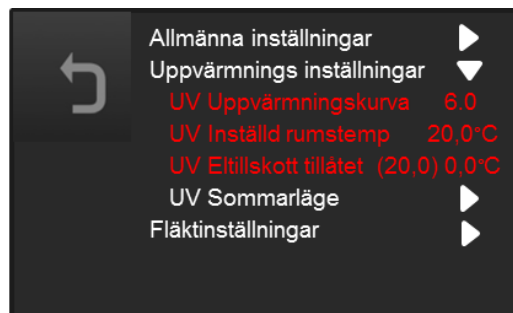 Allmänna inställningar
Uppvärmnings inställningar
UV Uppvärmningskurva 6.0
UV Inställd rumstemp 20,0°C
UV Eltillskott tillåtet (20,0) 0,0°C
UV Sommarläge
Fläktinställningar